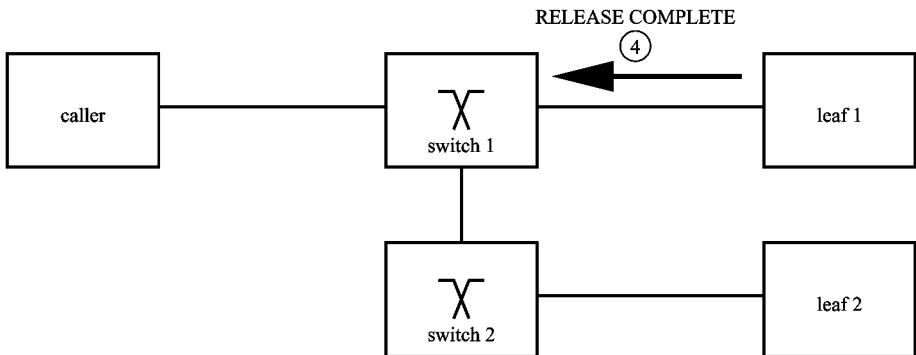 RELEASE COMPLETE
4
caller
switch 1
leaf 1
switch 2
leaf 2